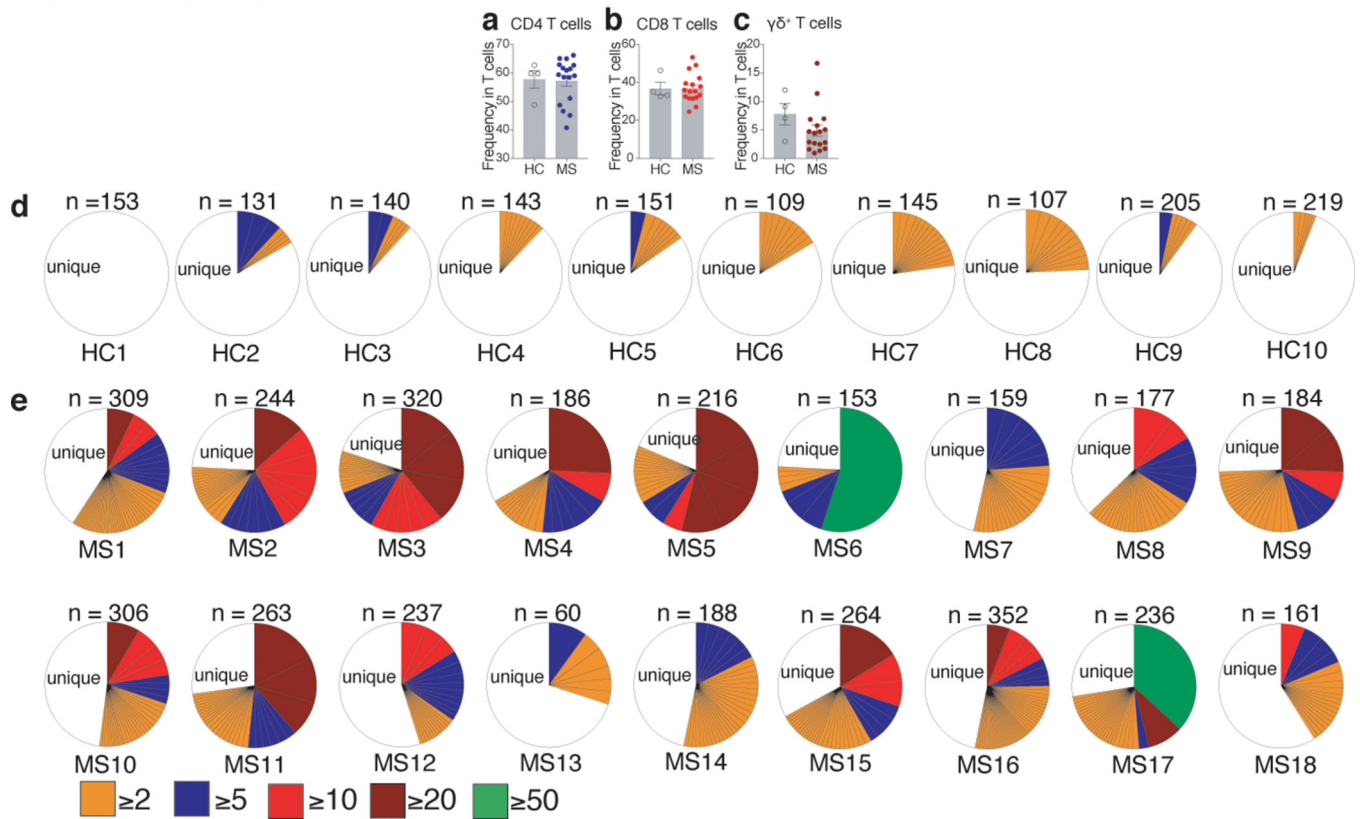 a CD4 T cells b CD8 T cells c γδ⁺ T cells
Frequency in T cells
70
60
50
40
30
HC MS
Frequency in T cells
60
40
20
0
HC MS
Frequency in T cells
20
15
10
5
0
HC MS
d
n =153 n = 131 n = 140 n = 143 n = 151 n = 109 n = 145 n = 107 n = 205 n = 219
unique unique unique unique unique unique unique unique unique unique
HC1 HC2 HC3 HC4 HC5 HC6 HC7 HC8 HC9 HC10
e
n = 309 n = 244 n = 320 n = 186 n = 216 n = 153 n = 159 n = 177 n = 184
unique unique unique unique unique unique unique unique unique
MS1 MS2 MS3 MS4 MS5 MS6 MS7 MS8 MS9
n = 306 n = 263 n = 237 n = 60 n = 188 n = 264 n = 352 n = 236 n = 161
unique unique unique unique unique unique unique unique unique
MS10 MS11 MS12 MS13 MS14 MS15 MS16 MS17 MS18
≥2 ≥5 ≥10 ≥20 ≥50